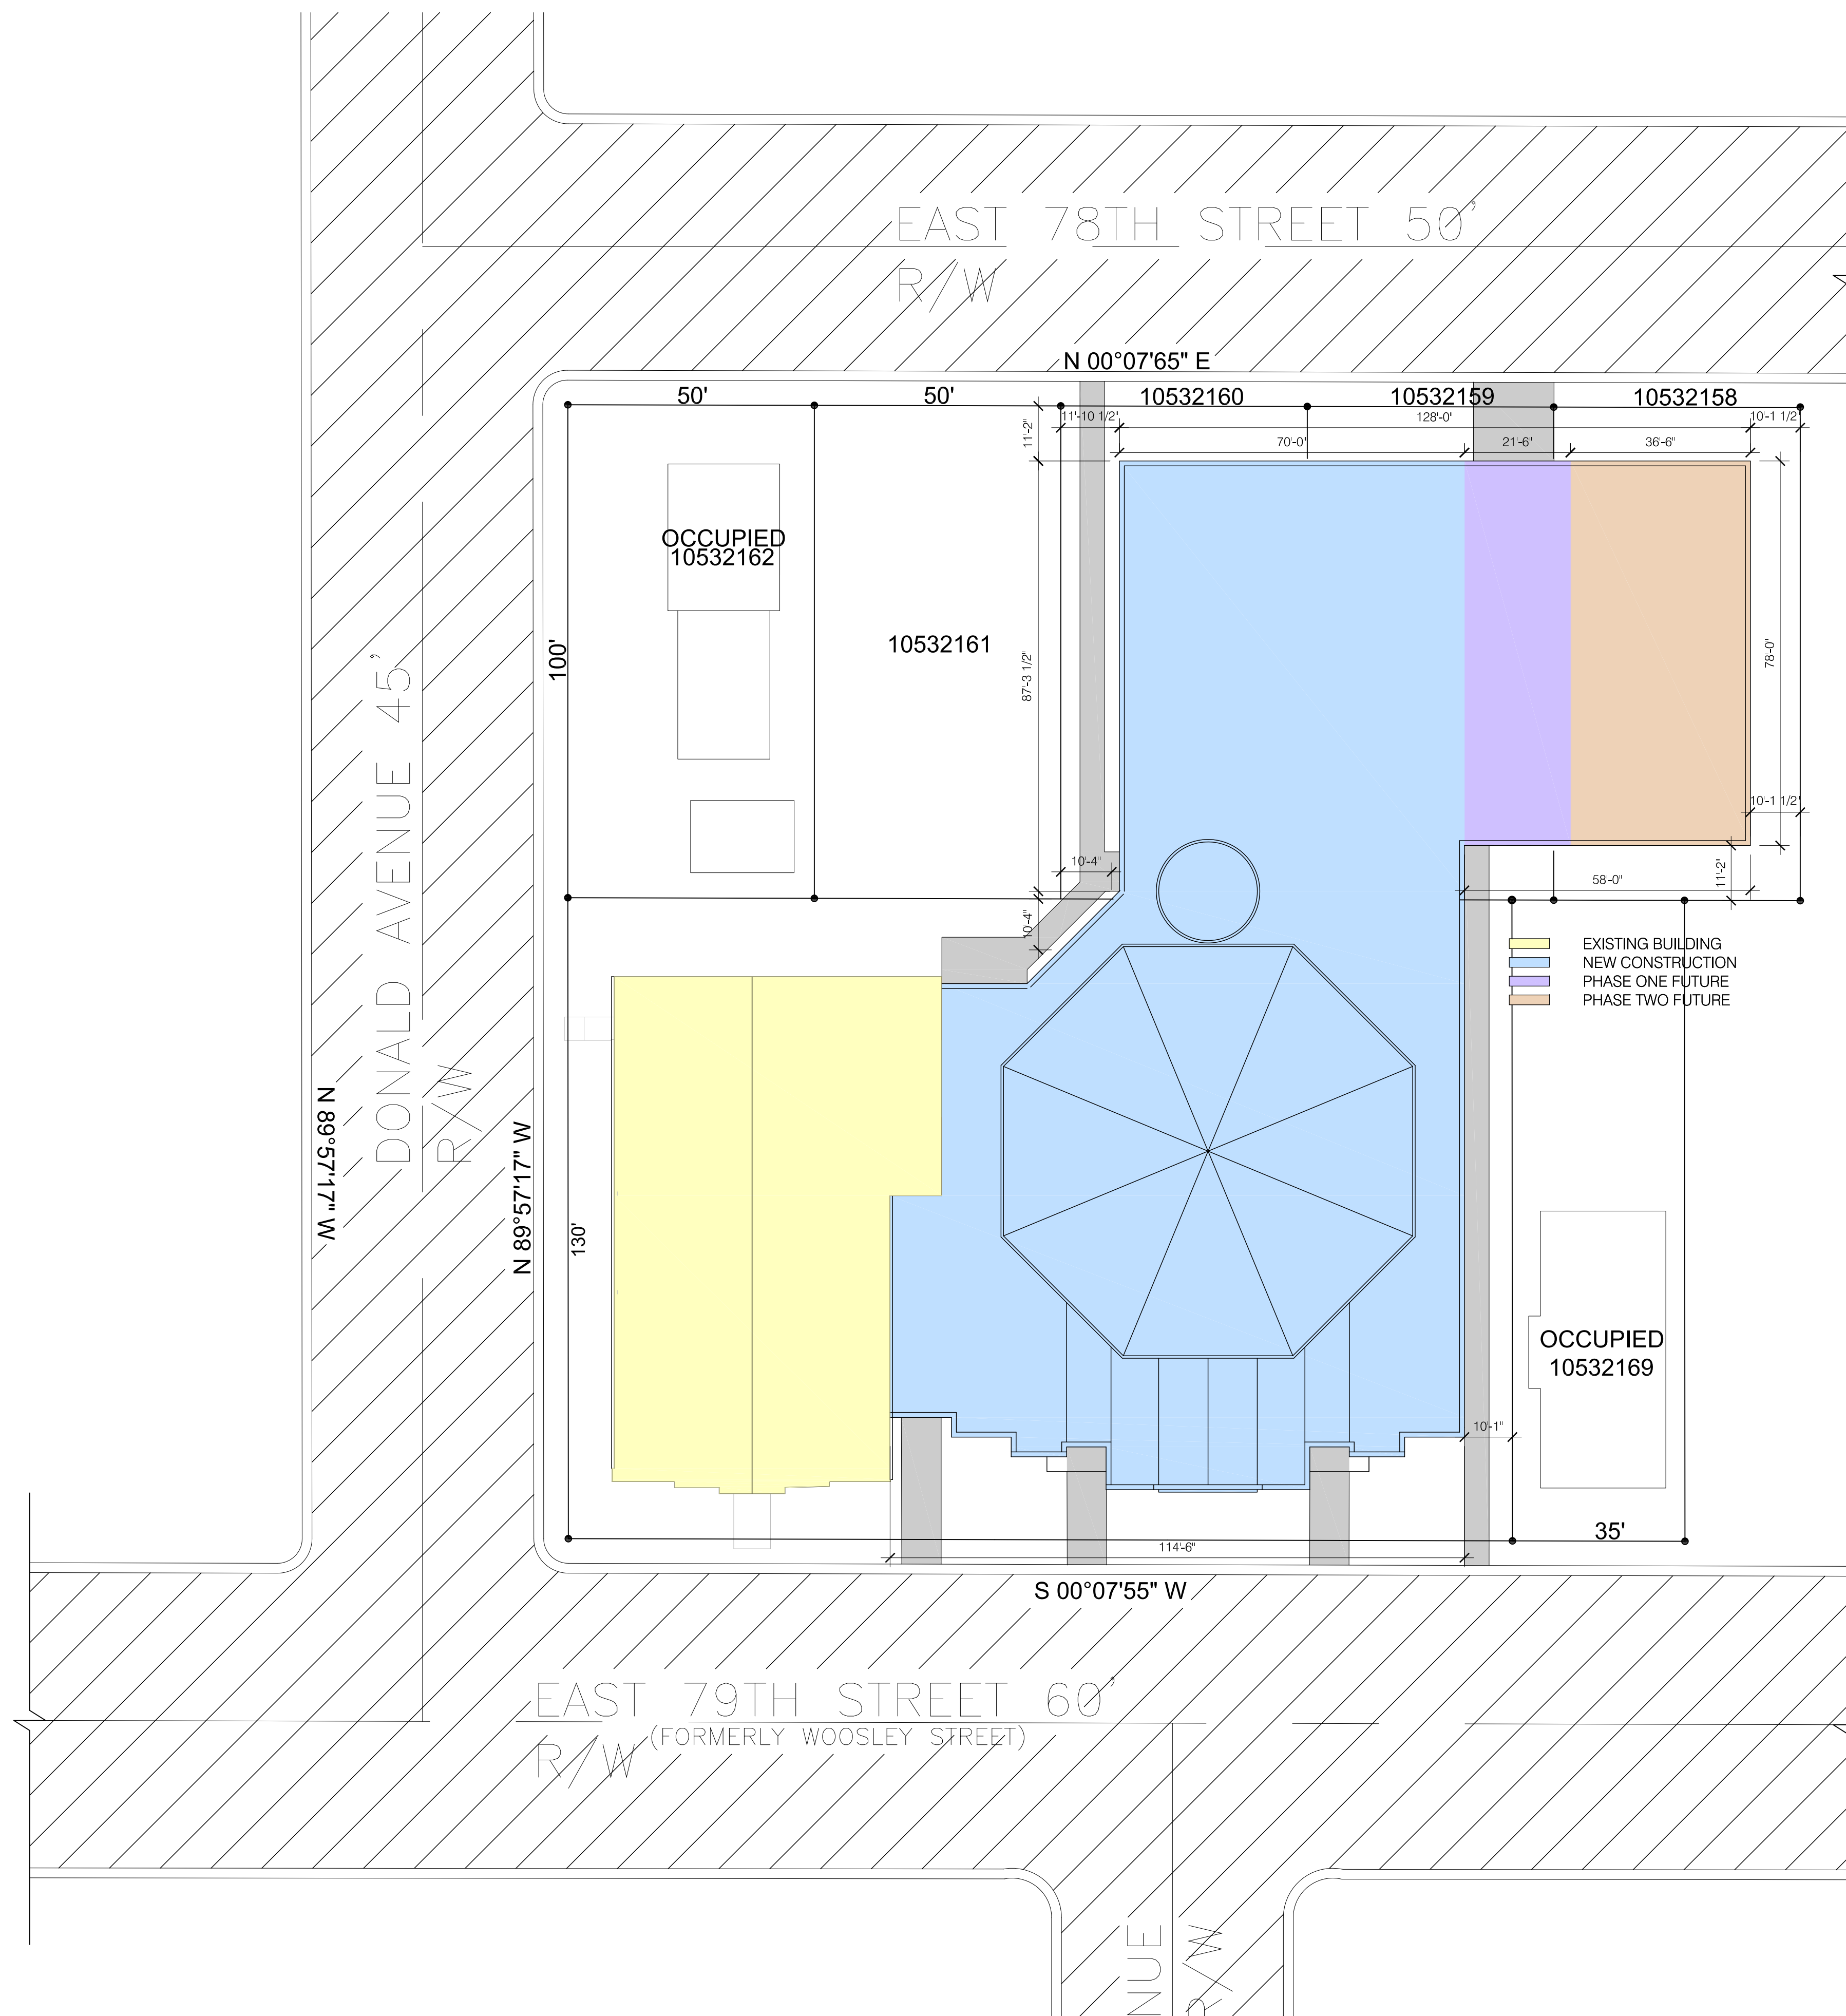 EAST 78TH STREET 50'
R/W
N 00°07'65" E
50'
50'
10532160
10532159
10532158
11'-10 1/2"
128'-0"
10'-1 1/2"
11'-2"
70'-0"
21'-6"
36'-6"
OCCUPIED
10532162
10532161
100'
87'-3 1/2"
78'-0"
10'-1 1/2"
10'-4"
11'-2"
58'-0"
10'-4"
EXISTING BUILDING
NEW CONSTRUCTION
PHASE ONE FUTURE
PHASE TWO FUTURE
DONALD AVENUE 45'
R/W
N 89°57'17" W
N 89°57'17" W
130'
OCCUPIED
10532169
10'-1"
35'
114'-6"
S 00°07'55" W
EAST 79TH STREET 60'
(FORMERLY WOOSLEY STREET)
R/W
NUE
R/W